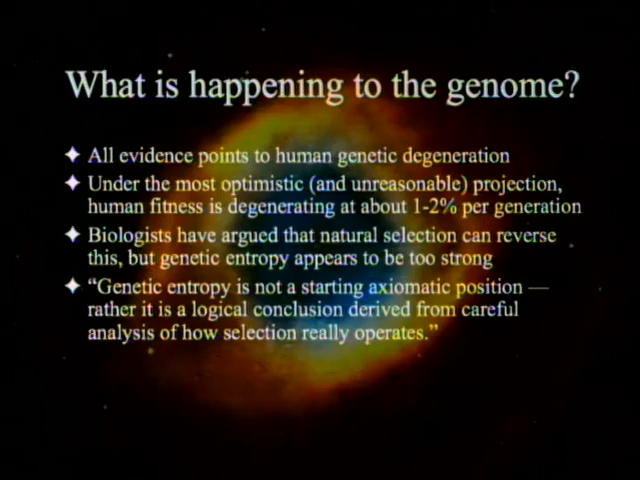 What is happening to the genome?
✦ All evidence points to human genetic degeneration
✦ Under the most optimistic (and unreasonable) projection,
human fitness is degenerating at about 1-2% per generation
✦ Biologists have argued that natural selection can reverse
this, but genetic entropy appears to be too strong
✦ “Genetic entropy is not a starting axiomatic position —
rather it is a logical conclusion derived from careful
analysis of how selection really operates.”